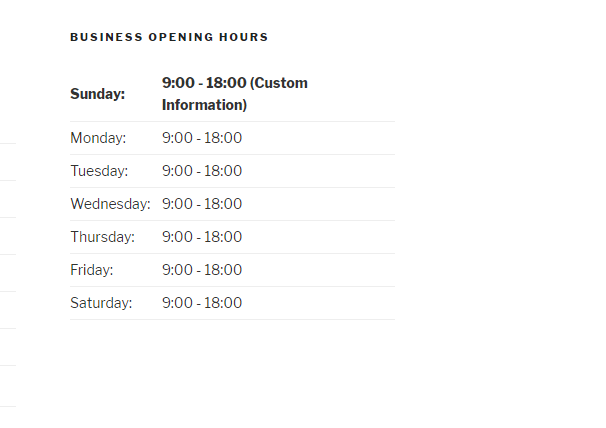 BUSINESS OPENING HOURS
Sunday: 9:00 - 18:00 (Custom
Information)
Monday: 9:00 - 18:00
Tuesday: 9:00 - 18:00
Wednesday: 9:00 - 18:00
Thursday: 9:00 - 18:00
Friday: 9:00 - 18:00
Saturday: 9:00 - 18:00